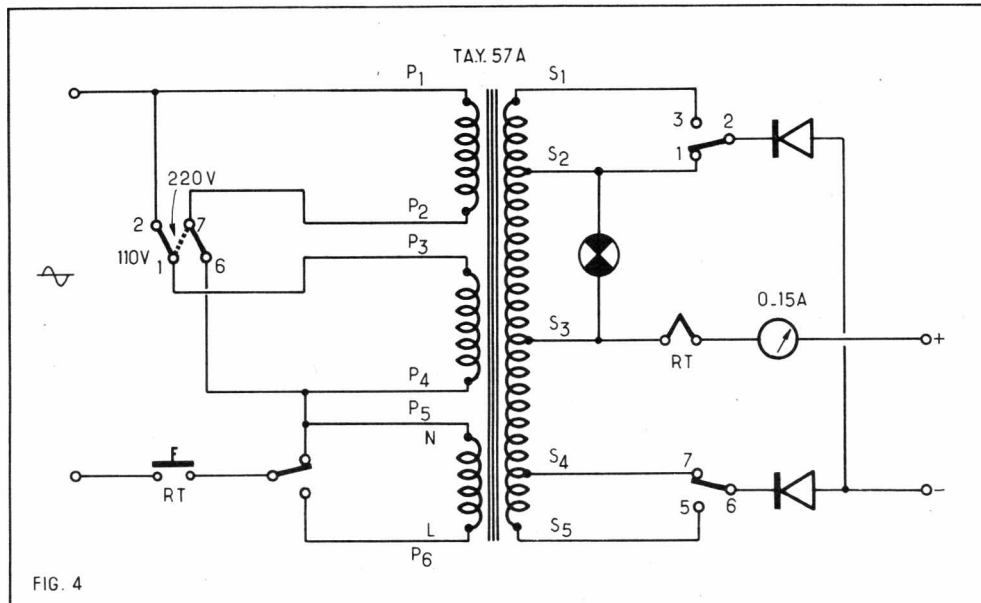 T.A.Y. 57A
P1
S1
3
2
S2
1
220V
2
7
P2
110V
1
6
P3
0_15A
S3
RT
+
P4
P5
N
S4
7
6
−
RT
5
L
P6
S5
FIG. 4